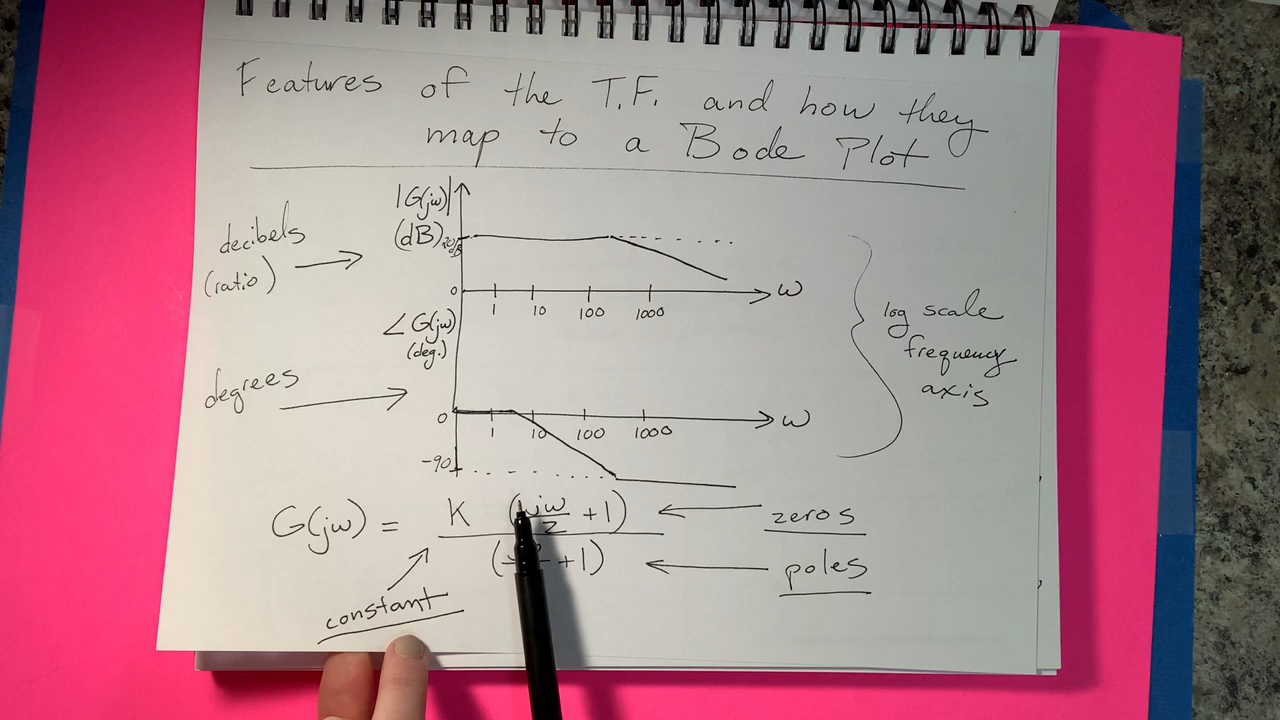 Features of the T.F. and how they
map to a Bode Plot
|G(jω)|
(dB)
20dB
decibels
(ratio)
0
1 10 100 1000
ω
∠G(jω)
(deg.)
log scale
frequency
axis
degrees
0
1 10 100 1000
ω
-90
G(jω) = K (jω/z + 1)
+1)
zeros
poles
constant